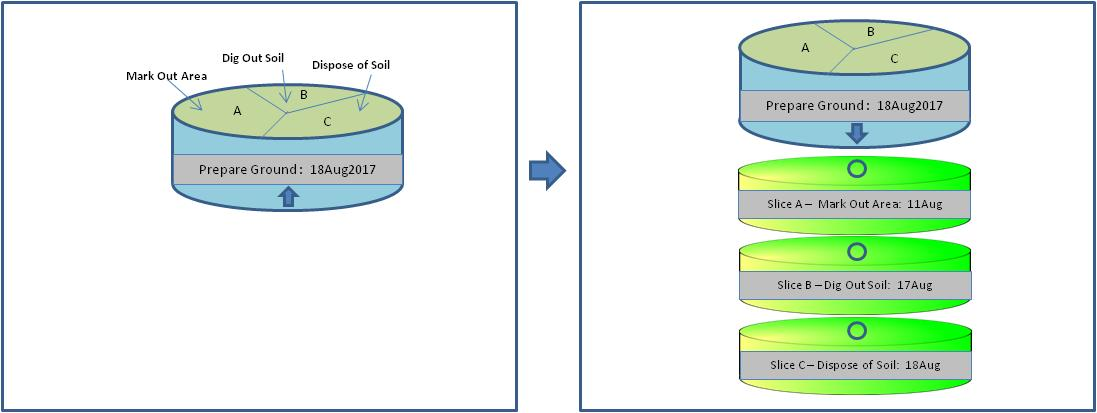 Dig Out Soil
Mark Out Area
Dispose of Soil
A
B
C
Prepare Ground: 18Aug2017
A
B
C
Prepare Ground: 18Aug2017
Slice A – Mark Out Area: 11Aug
Slice B – Dig Out Soil: 17Aug
Slice C – Dispose of Soil: 18Aug